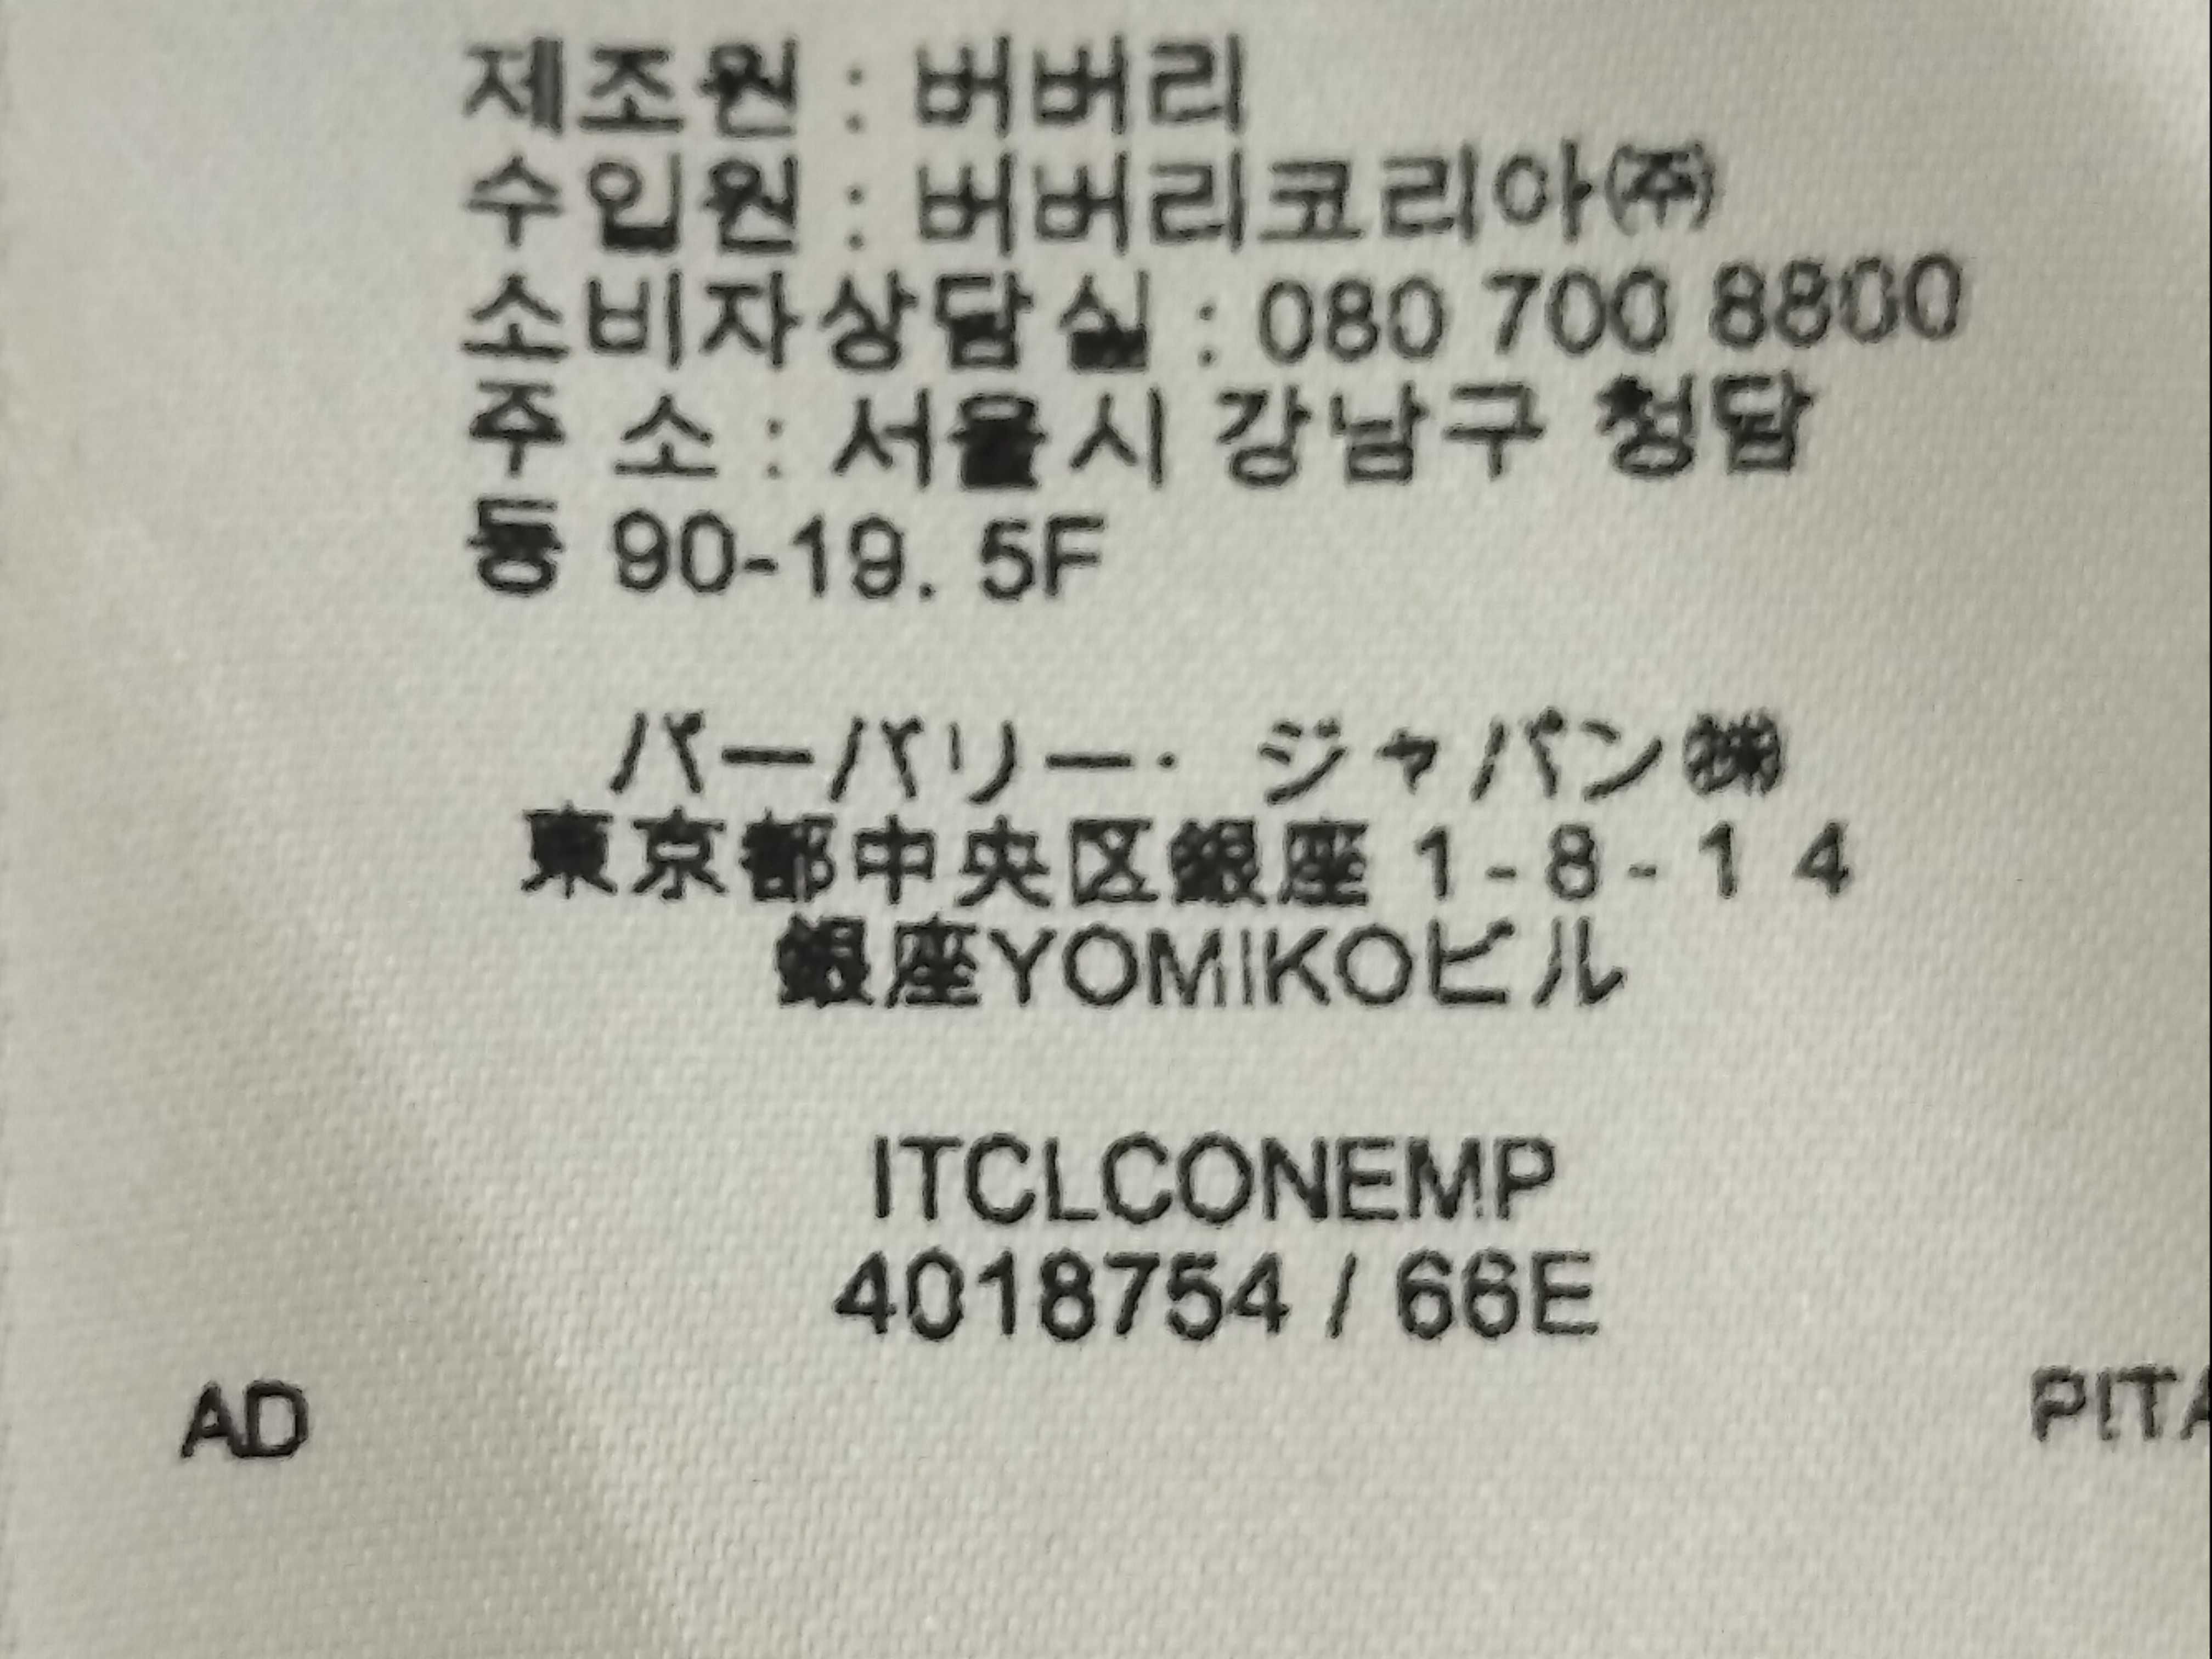 제조원 : 버버리
수입원 : 버버리코리아㈜
소비자상담실 : 080 700 8800
주 소 : 서울시 강남구 청담
동 90-19. 5F
バーバリー· ジャパン㈱
東京都中央区銀座 1-8-1 4
銀座YOMIKOビル
ITCLCONEMP
4018754 / 66E
AD
PITA